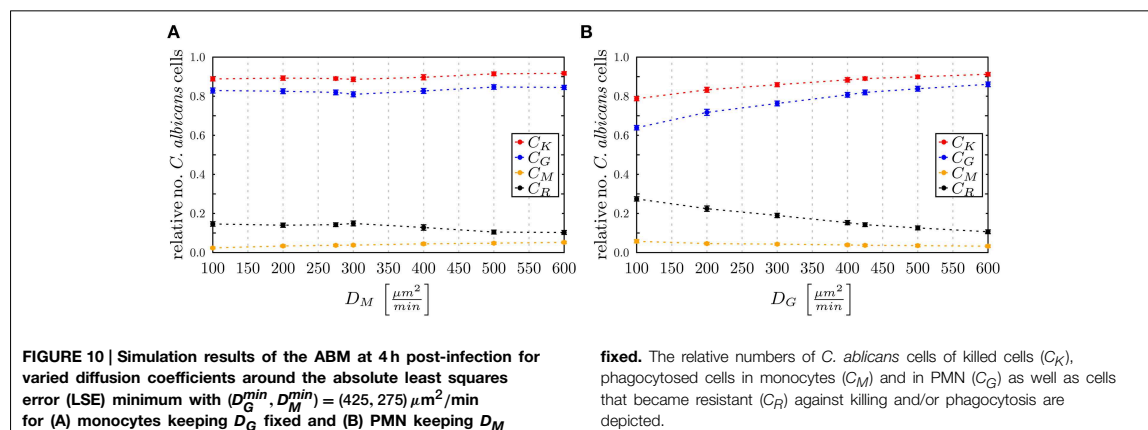 A
relative no. C. albicans cells
1.0
0.8
0.6
0.4
0.2
0.0
C_K
C_G
C_M
C_R
100 150 200 250 300 350 400 450 500 550 600
D_M [μm²/min]
B
relative no. C. albicans cells
1.0
0.8
0.6
0.4
0.2
0.0
C_K
C_G
C_M
C_R
100 150 200 250 300 350 400 450 500 550 600
D_G [μm²/min]
FIGURE 10 | Simulation results of the ABM at 4 h post-infection for
varied diffusion coefficients around the absolute least squares
error (LSE) minimum with (D_G^min, D_M^min) = (425, 275) μm²/min
for (A) monocytes keeping D_G fixed and (B) PMN keeping D_M
fixed. The relative numbers of C. ablicans cells of killed cells (C_K),
phagocytosed cells in monocytes (C_M) and in PMN (C_G) as well as cells
that became resistant (C_R) against killing and/or phagocytosis are
depicted.